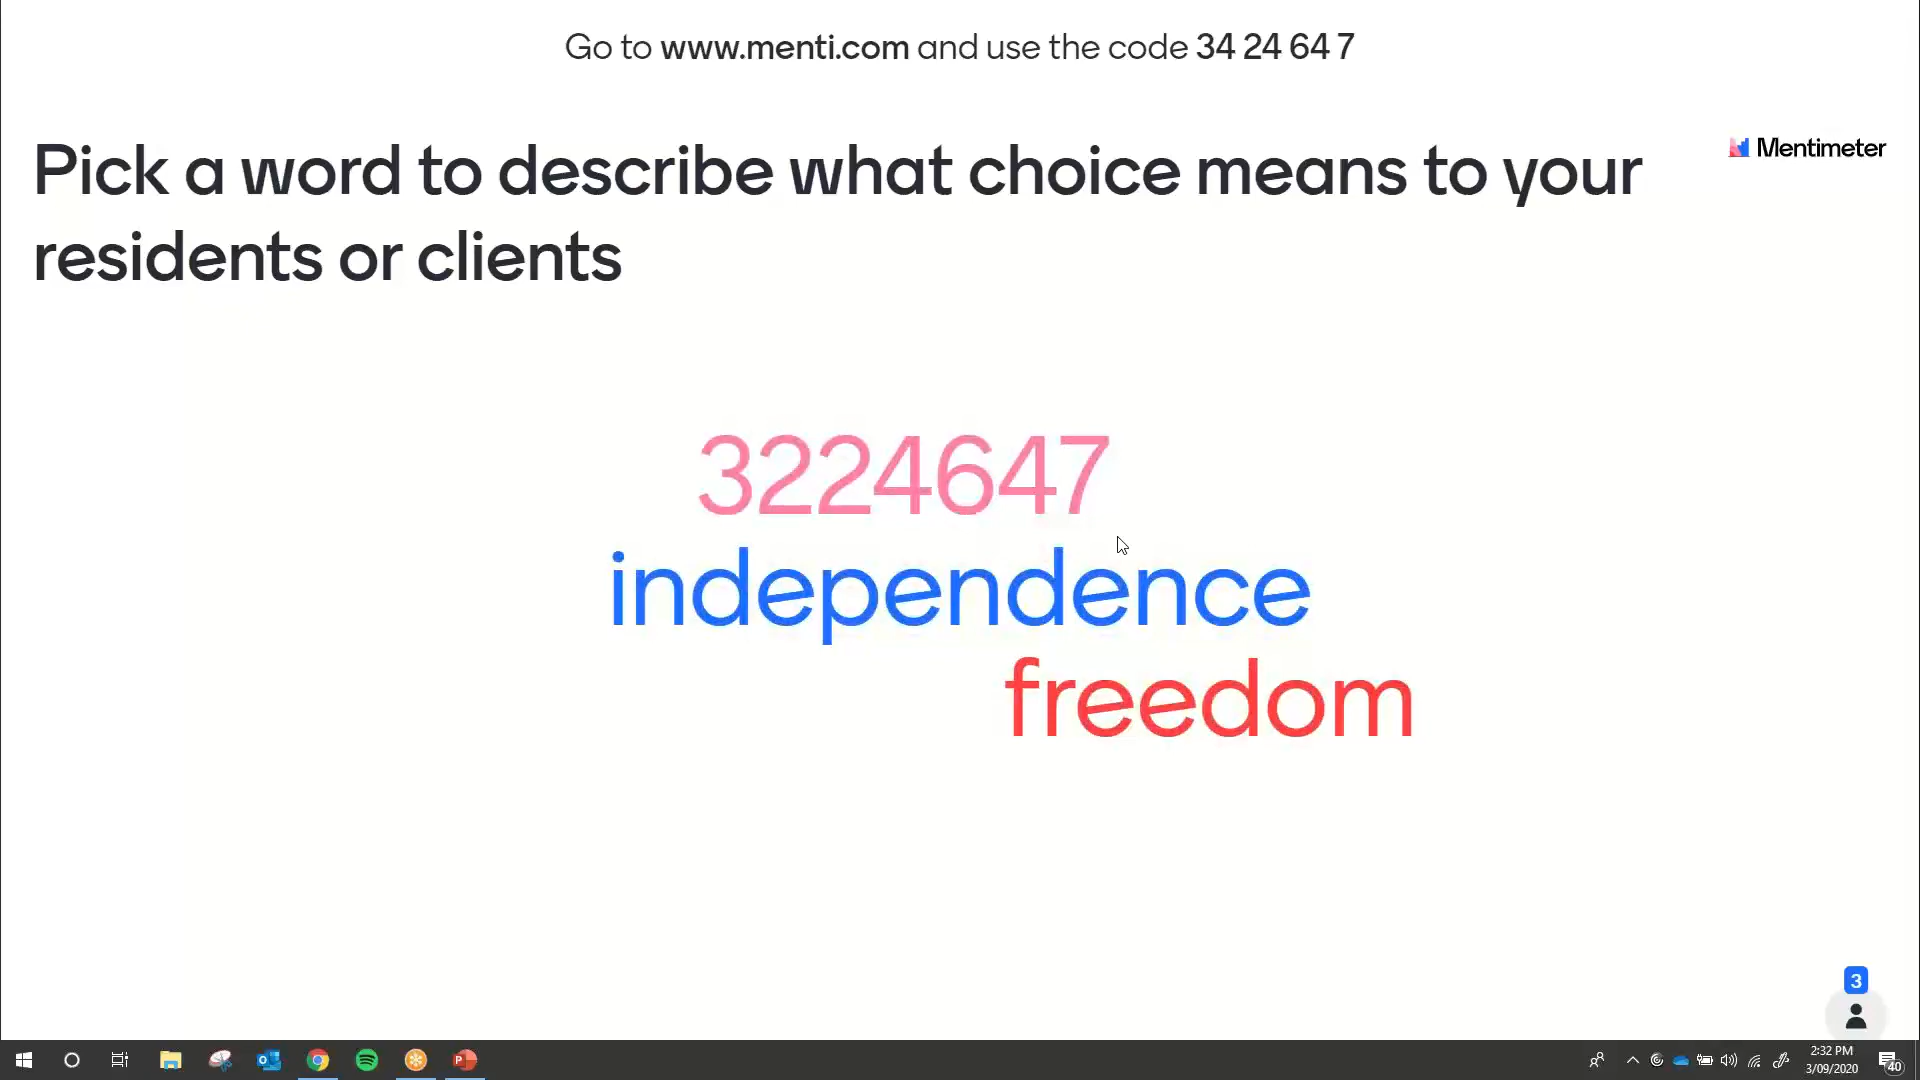 Go to www.menti.com and use the code 34 24 64 7
Mentimeter
Pick a word to describe what choice means to your
residents or clients
3224647
independence
freedom
3
2:32 PM
3/09/2020
40